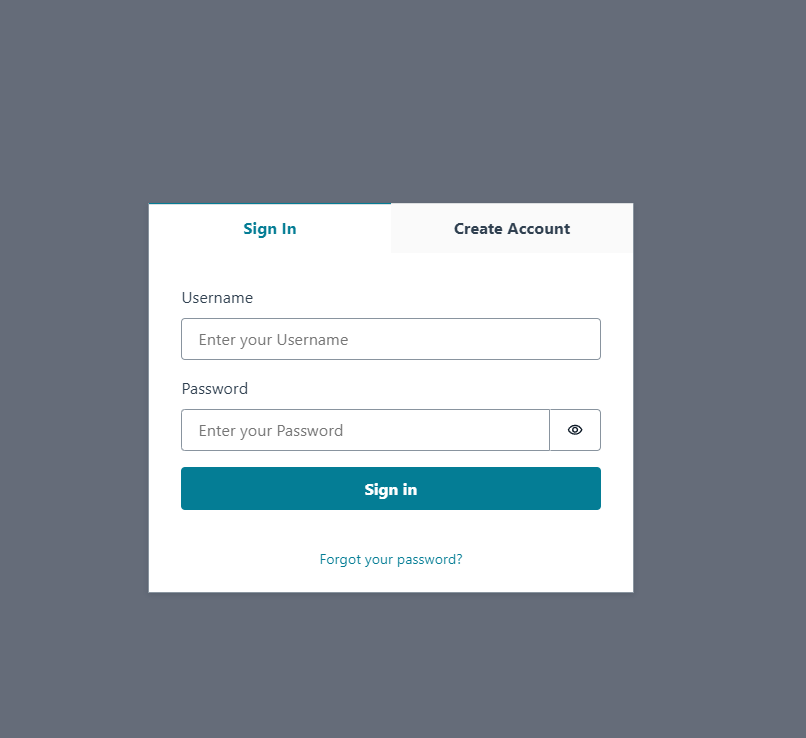 Sign In
Create Account
Username
Enter your Username
Password
Enter your Password
Sign in
Forgot your password?